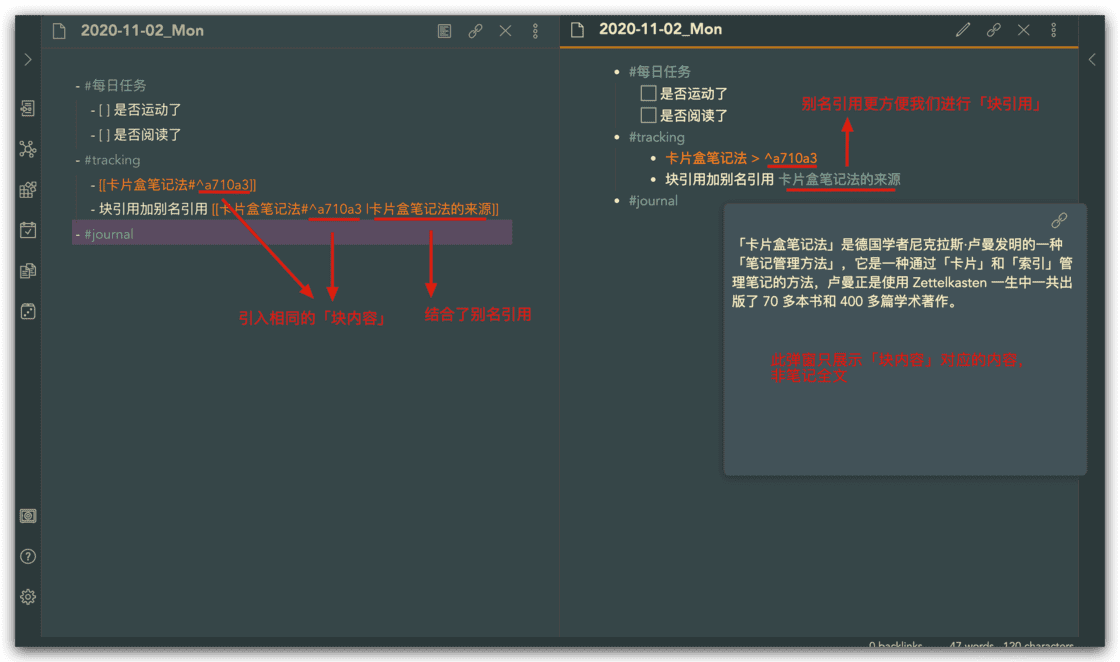 2020-11-02_Mon
- #每日任务
- [ ] 是否运动了
- [ ] 是否阅读了
- #tracking
- [[卡片盒笔记法#^a710a3]]
- 块引用加别名引用 [[卡片盒笔记法#^a710a3 |卡片盒笔记法的来源]]
- #journal
引入相同的「块内容」
结合了别名引用
2020-11-02_Mon
• #每日任务
是否运动了
是否阅读了
别名引用更方便我们进行「块引用」
• #tracking
• 卡片盒笔记法 > ^a710a3
• 块引用加别名引用 卡片盒笔记法的来源
• #journal
「卡片盒笔记法」是德国学者尼克拉斯·卢曼发明的一种
「笔记管理方法」，它是一种通过「卡片」和「索引」管
理笔记的方法，卢曼正是使用 Zettelkasten 一生中一共出
版了 70 多本书和 400 多篇学术著作。
此弹窗只展示「块内容」对应的内容，
非笔记全文
0 backlinks
47 words
120 characters